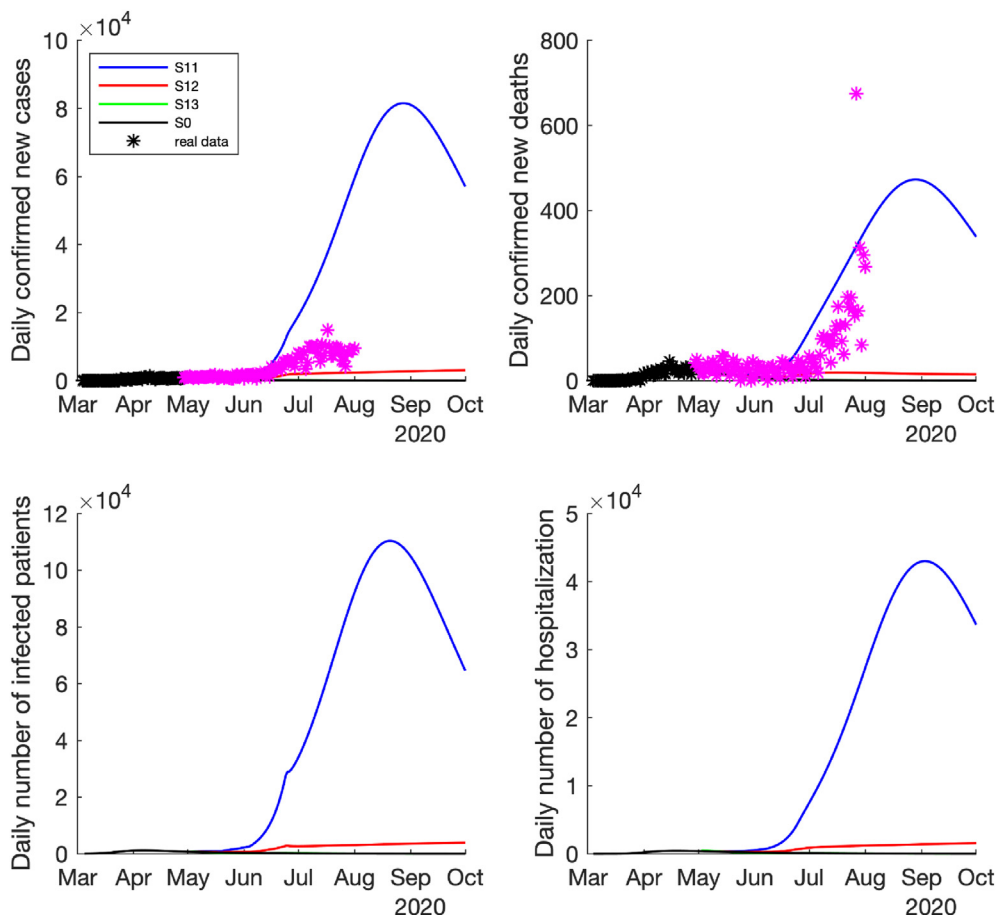 ×10⁴
Daily confirmed new cases
10
8
6
4
2
0
S11
S12
S13
S0
real data
Mar Apr May Jun Jul Aug Sep Oct
2020
Daily confirmed new deaths
800
600
400
200
0
Mar Apr May Jun Jul Aug Sep Oct
2020
×10⁴
Daily number of infected patients
12
10
8
6
4
2
0
Mar Apr May Jun Jul Aug Sep Oct
2020
×10⁴
Daily number of hospitalization
5
4
3
2
1
0
Mar Apr May Jun Jul Aug Sep Oct
2020